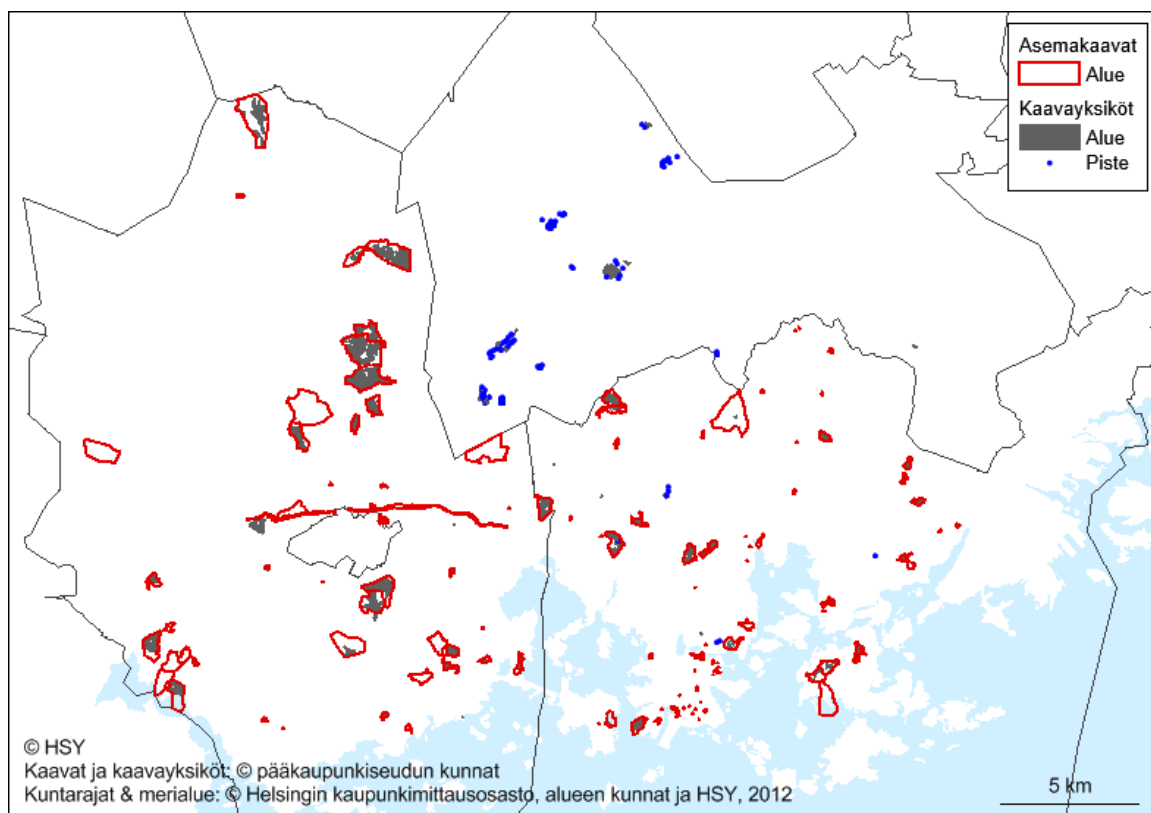 Asemakaavat
Alue
Kaavayksiköt
Alue
Piste
© HSY
Kaavat ja kaavayksiköt: © pääkaupunkiseudun kunnat
Kuntarajat & merialue: © Helsingin kaupunkimittausosasto, alueen kunnat ja HSY, 2012
5 km